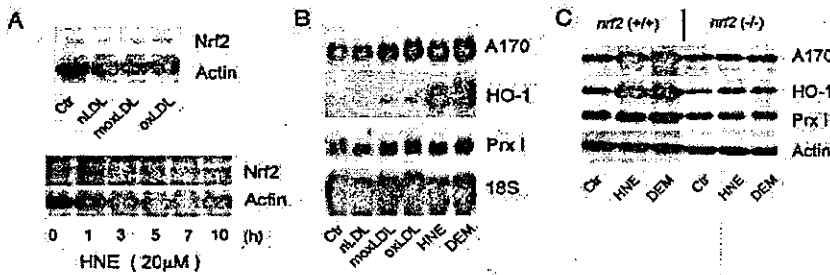 A
Nrf2
Actin
Ctr nLDL moxLDL oxLDL
Nrf2
Actin
0 1 3 5 7 10 (h)
HNE ( 20μM )
B
A170
HO-1
Prx I
18S
Ctr nLDL moxLDL oxLDL HNE DEM
C
nrf2 (+/+) nrf2 (-/-)
A170
HO-1
Prx I
Actin
Ctr HNE DEM Ctr HNE DEM